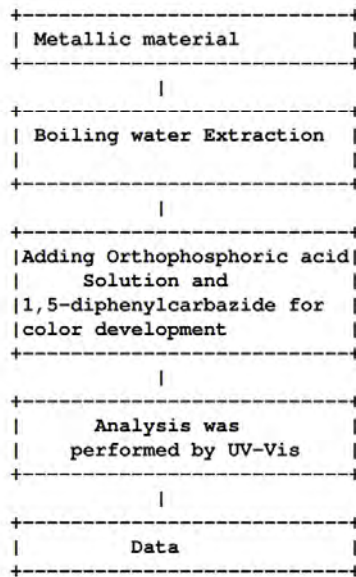 Metallic material
Boiling water Extraction
Adding Orthophosphoric acid
Solution and
1,5-diphenylcarbazide for
color development
Analysis was
performed by UV-Vis
Data